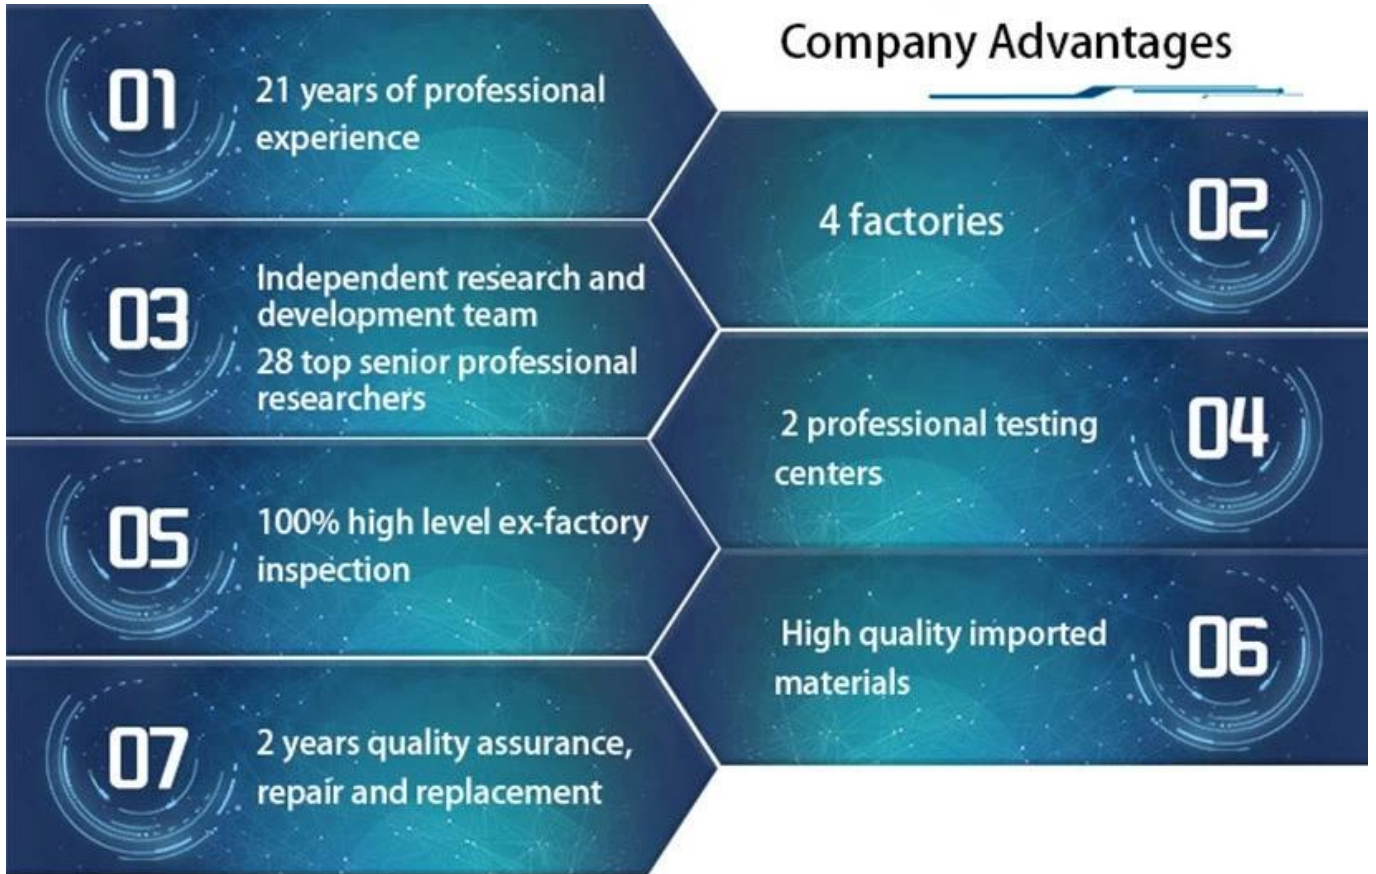 Company Advantages
01
21 years of professional
experience
02
4 factories
03
Independent research and
development team
28 top senior professional
researchers
04
2 professional testing
centers
05
100% high level ex-factory
inspection
06
High quality imported
materials
07
2 years quality assurance,
repair and replacement